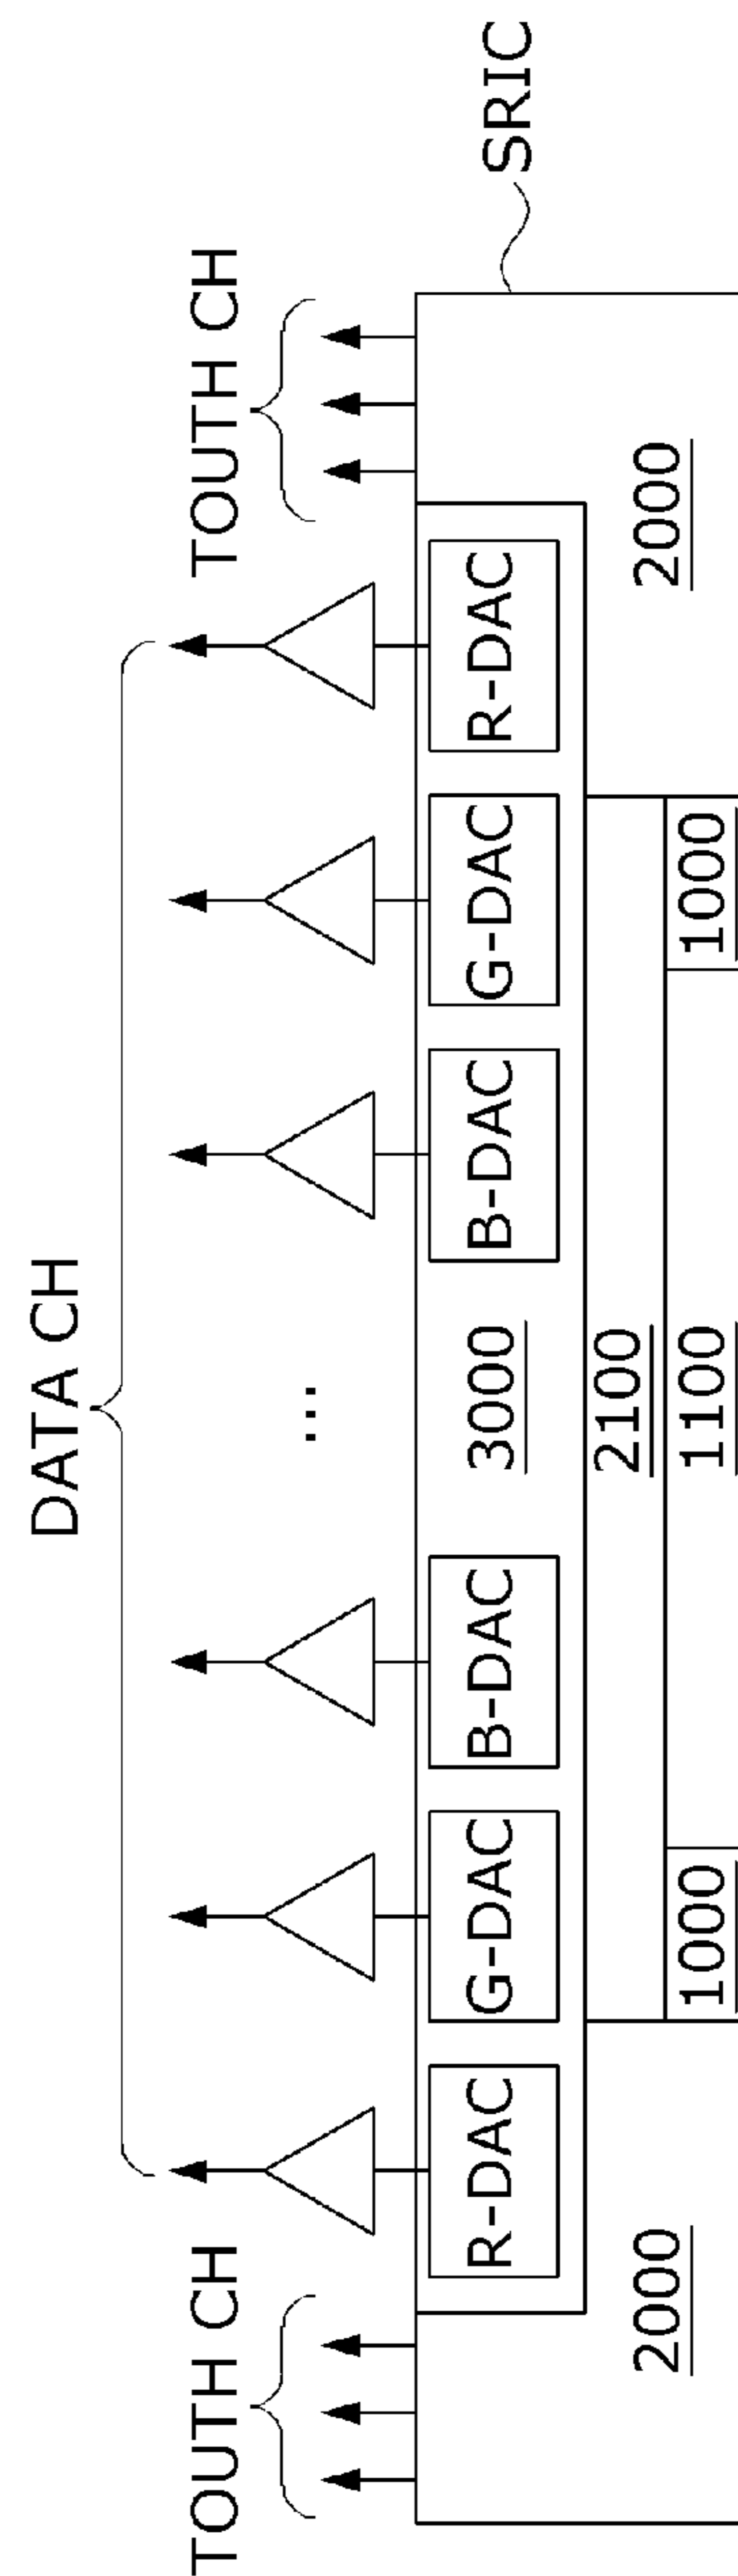 DATA CH
TOUTH CH
TOUTH CH
...
SRIC
R-DAC
G-DAC
B-DAC
3000
B-DAC
G-DAC
R-DAC
2000
2100
2000
1000
1100
1000